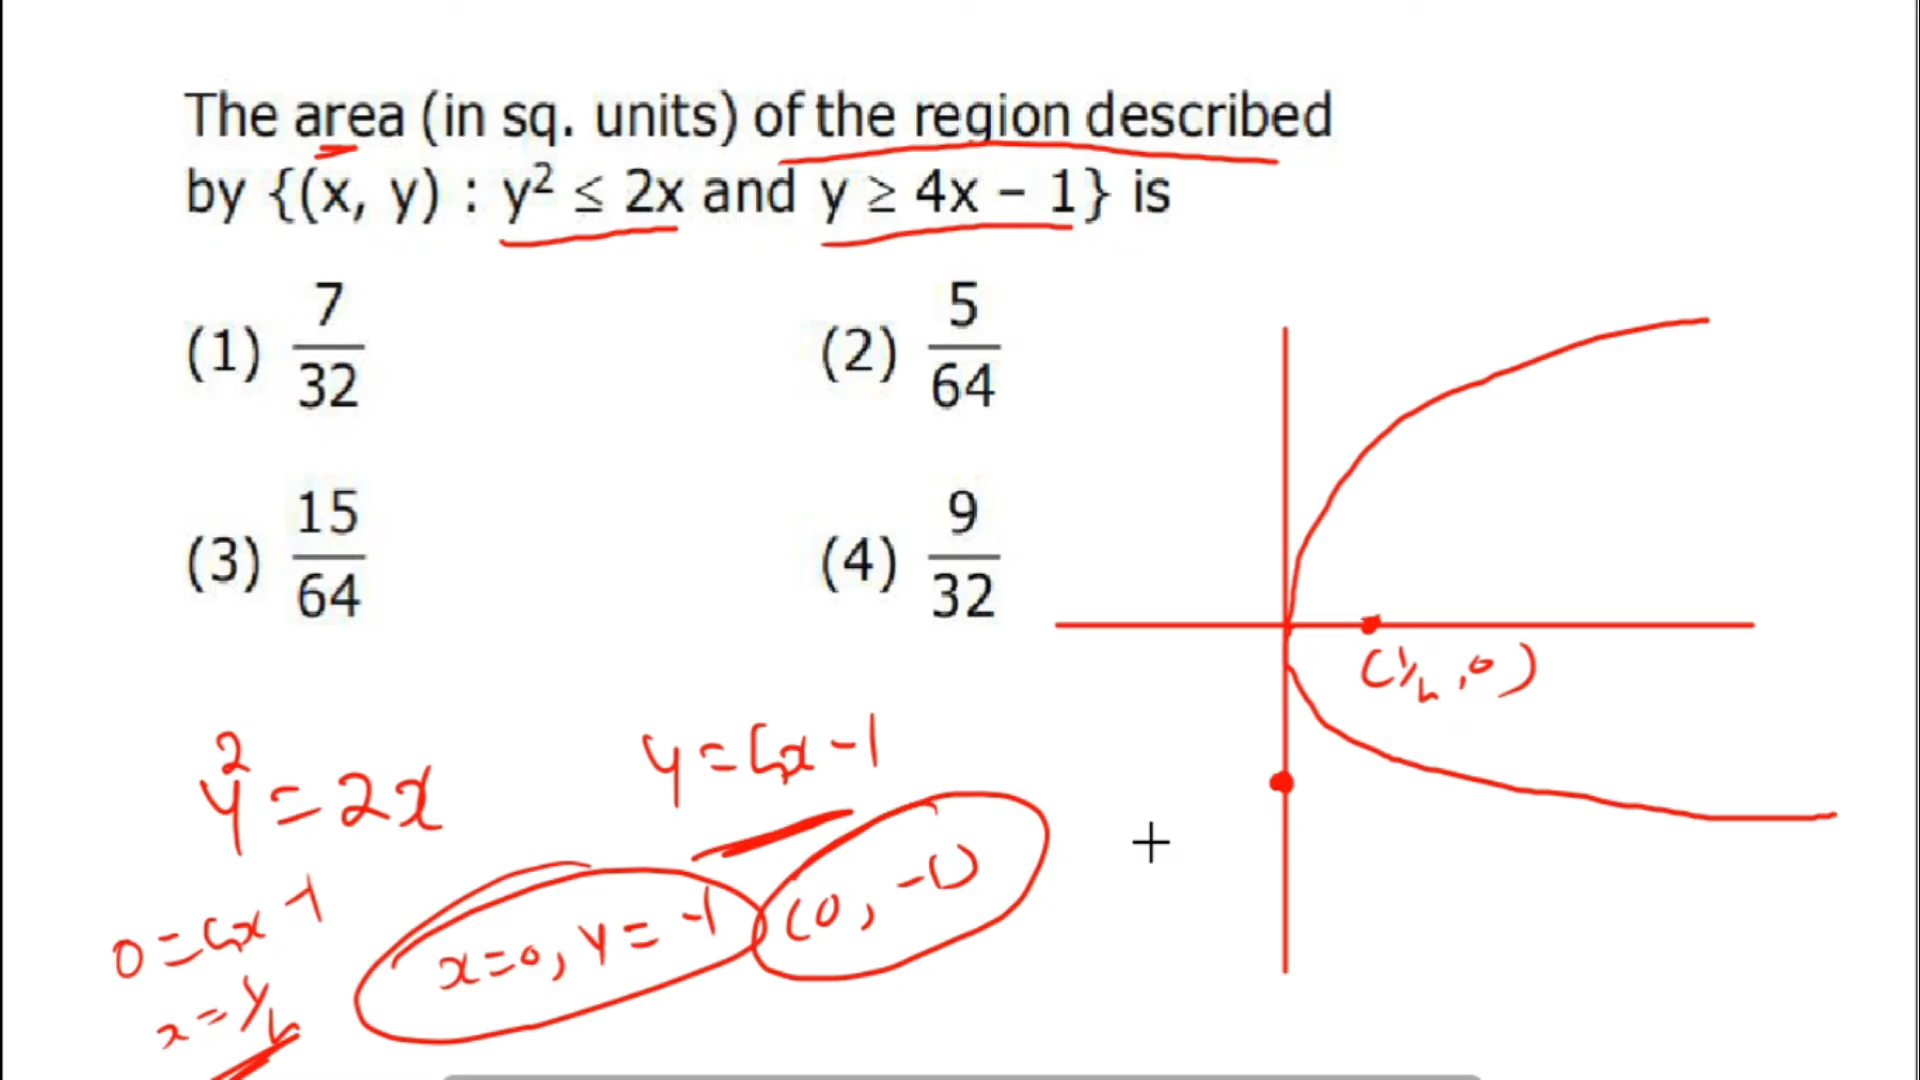 The area (in sq. units) of the region described
by {(x, y) : y² ≤ 2x and y ≥ 4x – 1} is
(1) 7/32 (2) 5/64
(3) 15/64 (4) 9/32
(1/4, 0)
y² = 2x y = 4x - 1
0 = 4x - 1 x = 0, y = -1 (0, -1)
x = 1/4